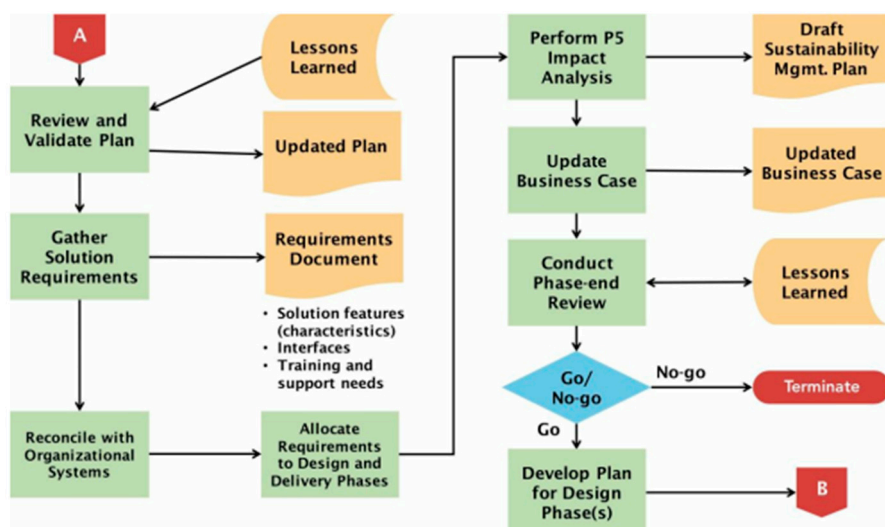 A
Lessons
Learned
Review and
Validate Plan
Updated Plan
Gather
Solution
Requirements
Requirements
Document
• Solution features
(characteristics)
• Interfaces
• Training and
support needs
Reconcile with
Organizational
Systems
Allocate
Requirements
to Design and
Delivery Phases
Perform P5
Impact
Analysis
Draft
Sustainability
Mgmt. Plan
Update
Business Case
Updated
Business Case
Conduct
Phase-end
Review
Lessons
Learned
Go/
No-go
No-go
Terminate
Go
Develop Plan
for Design
Phase(s)
B